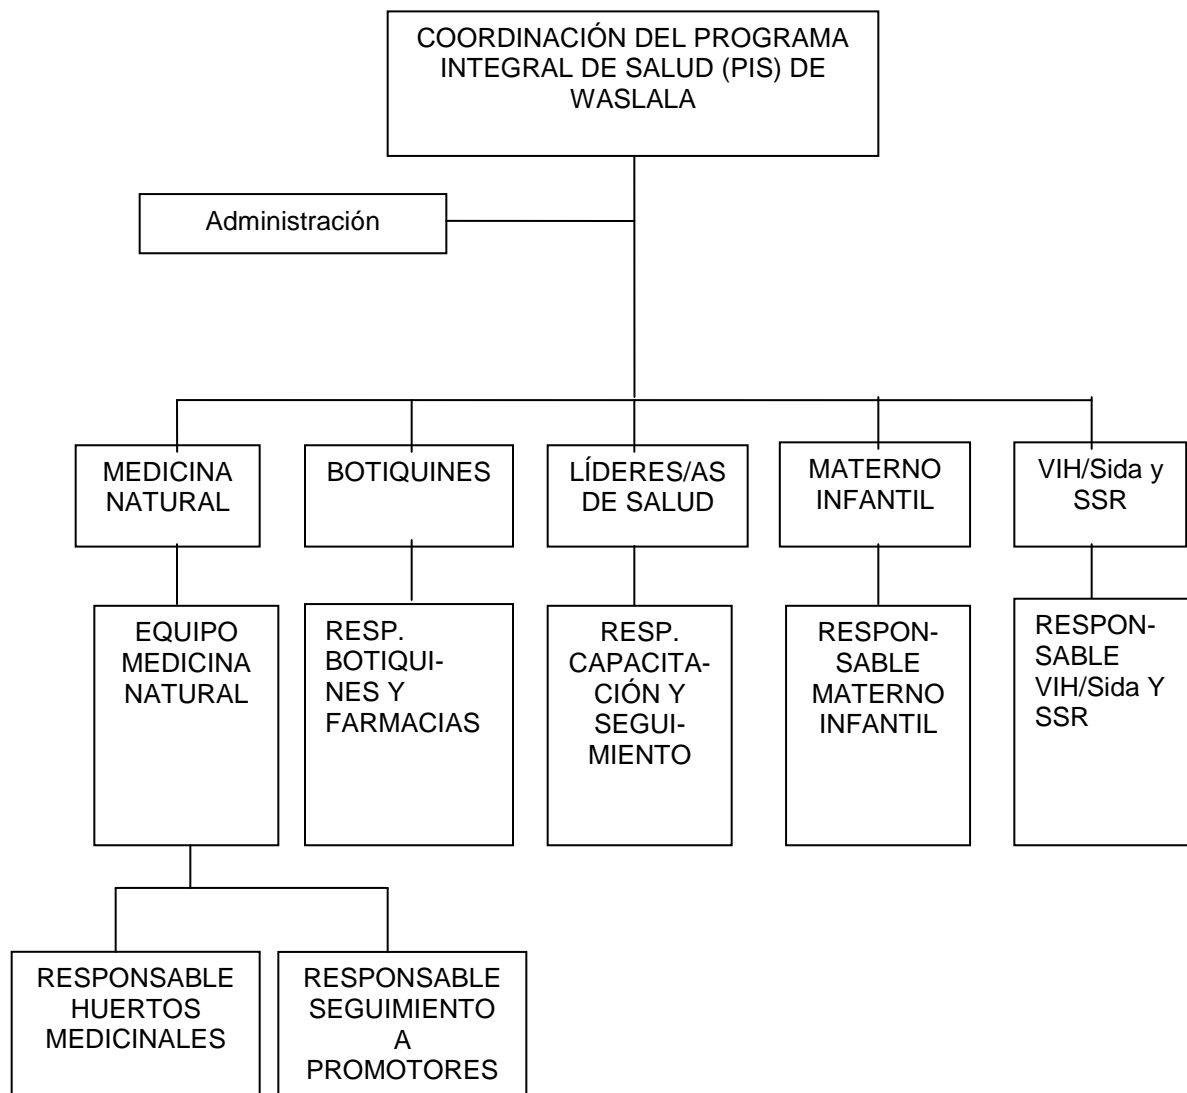 COORDINACIÓN DEL PROGRAMA
INTEGRAL DE SALUD (PIS) DE
WASLALA
Administración
MEDICINA
NATURAL
BOTIQUINES
LÍDERES/AS
DE SALUD
MATERNO
INFANTIL
VIH/Sida y
SSR
EQUIPO
MEDICINA
NATURAL
RESP.
BOTIQUI-
NES Y
FARMACIAS
RESP.
CAPACITA-
CIÓN Y
SEGUI-
MIENTO
RESPON-
SABLE
MATERNO
INFANTIL
RESPON-
SABLE
VIH/Sida Y
SSR
RESPONSABLE
HUERTOS
MEDICINALES
RESPONSABLE
SEGUIMIENTO
A
PROMOTORES